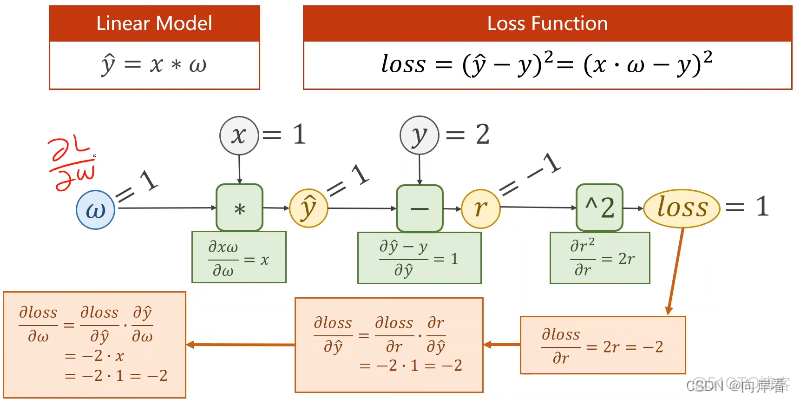 Linear Model
Loss Function
ŷ = x * ω
loss = (ŷ − y)²= (x · ω − y)²
x = 1
y = 2
∂L/∂w
ω = 1
*
ŷ = 1
−
r = −1
^2
loss = 1
∂xω/∂ω = x
∂ŷ − y/∂ŷ = 1
∂r²/∂r = 2r
∂loss/∂ω = ∂loss/∂ŷ · ∂ŷ/∂ω
= −2 · x
= −2 · 1 = −2
∂loss/∂ŷ = ∂loss/∂r · ∂r/∂ŷ
= −2 · 1 = −2
∂loss/∂r = 2r = −2
CSDN @向岸看